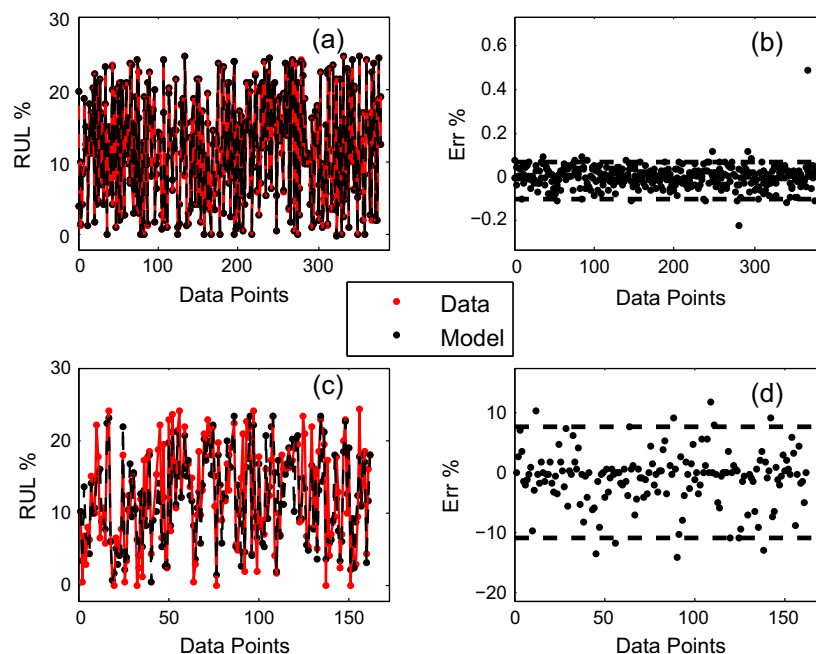 (a)
RUL %
30
20
10
0
0
100
200
300
Data Points
(b)
Err %
0.6
0.4
0.2
0
−0.2
0
100
200
300
Data Points
Data
Model
(c)
RUL %
30
20
10
0
0
50
100
150
Data Points
(d)
Err %
10
0
−10
−20
0
50
100
150
Data Points